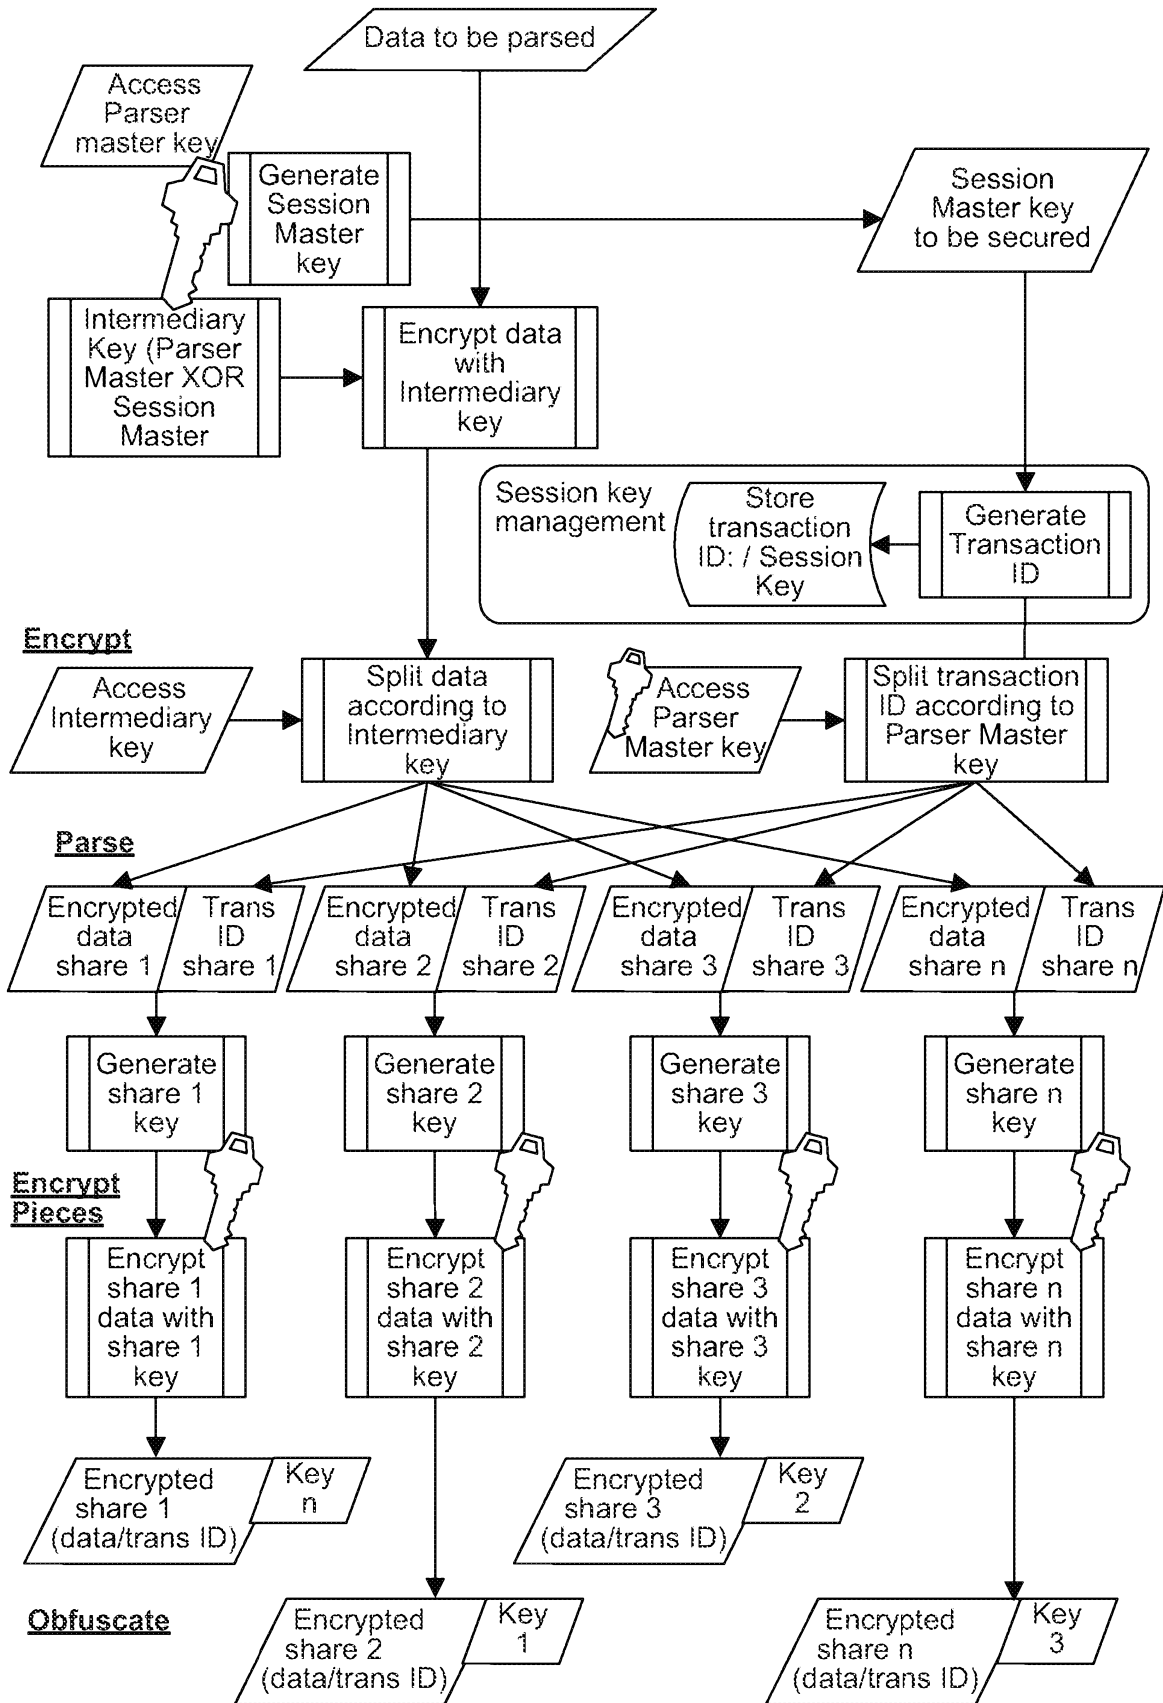 Data to be parsed
Access
Parser
master key
Generate
Session
Master
key
Session
Master key
to be secured
Intermediary
Key (Parser
Master XOR
Session
Master
Encrypt data
with
Intermediary
key
Session key
management
Store
transaction
ID: / Session
Key
Generate
Transaction
ID
Encrypt
Access
Intermediary
key
Split data
according to
Intermediary
key
Access
Parser
Master key
Split transaction
ID according to
Parser Master
key
Parse
Encrypted
data
share 1
Trans
ID
share 1
Encrypted
data
share 2
Trans
ID
share 2
Encrypted
data
share 3
Trans
ID
share 3
Encrypted
data
share n
Trans
ID
share n
Generate
share 1
key
Generate
share 2
key
Generate
share 3
key
Generate
share n
key
Encrypt
Pieces
Encrypt
share 1
data with
share 1
key
Encrypt
share 2
data with
share 2
key
Encrypt
share 3
data with
share 3
key
Encrypt
share n
data with
share n
key
Encrypted
share 1
(data/trans ID)
Key
n
Encrypted
share 3
(data/trans ID)
Key
2
Obfuscate
Encrypted
share 2
(data/trans ID)
Key
1
Encrypted
share n
(data/trans ID)
Key
3